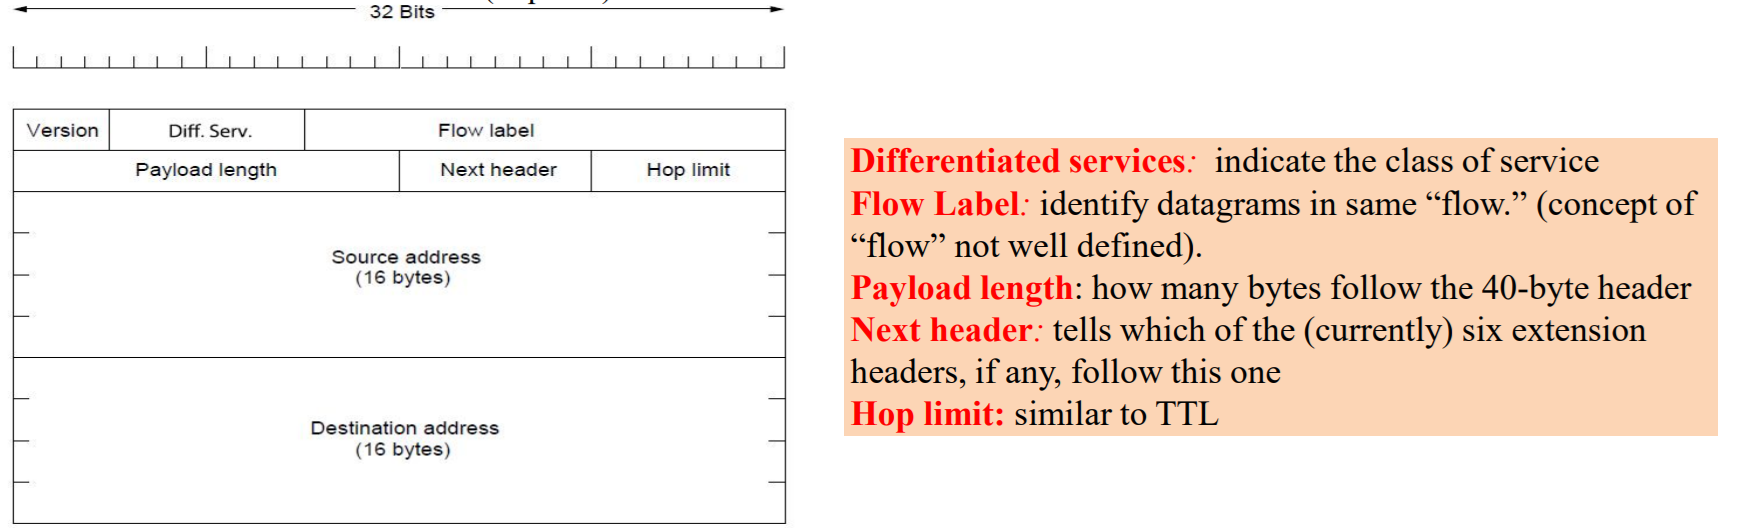 32 Bits
Version Diff. Serv. Flow label
Payload length Next header Hop limit
Source address
(16 bytes)
Destination address
(16 bytes)
Differentiated services: indicate the class of service
Flow Label: identify datagrams in same “flow.” (concept of
“flow” not well defined).
Payload length: how many bytes follow the 40-byte header
Next header: tells which of the (currently) six extension
headers, if any, follow this one
Hop limit: similar to TTL